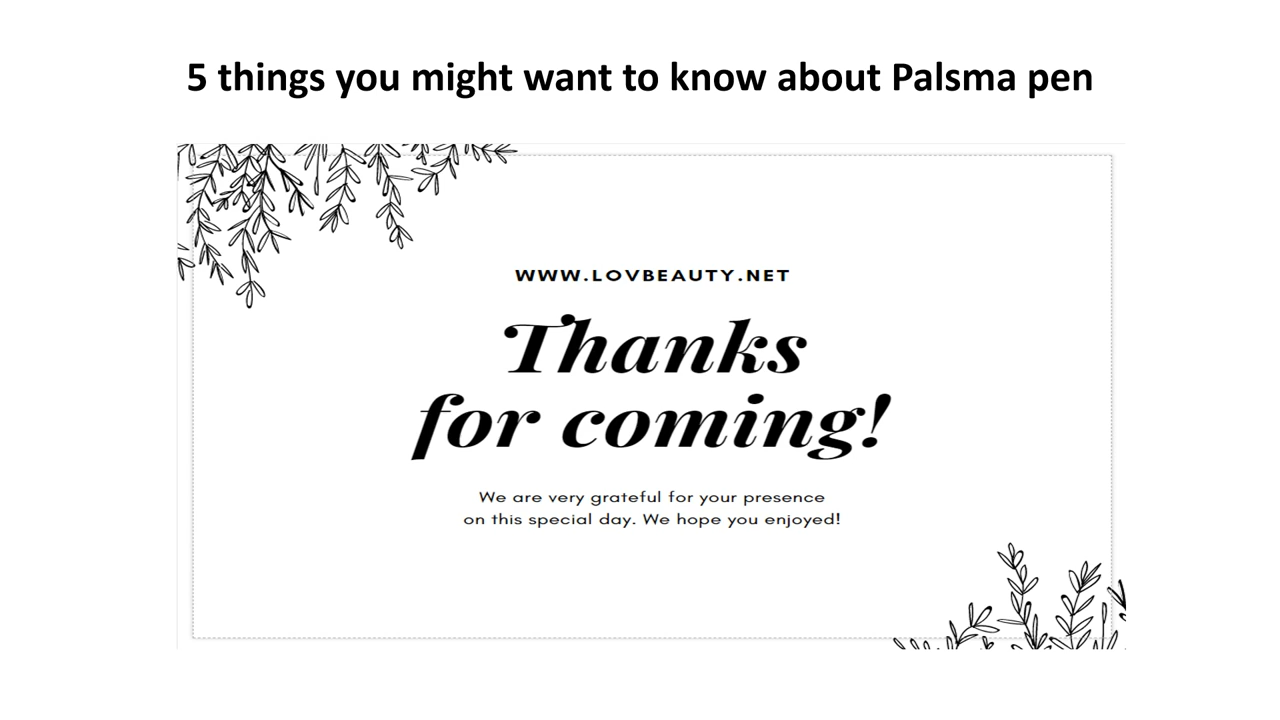 5 things you might want to know about Palsma pen
WWW.LOVBEAUTY.NET
Thanks
for coming!
We are very grateful for your presence
on this special day. We hope you enjoyed!